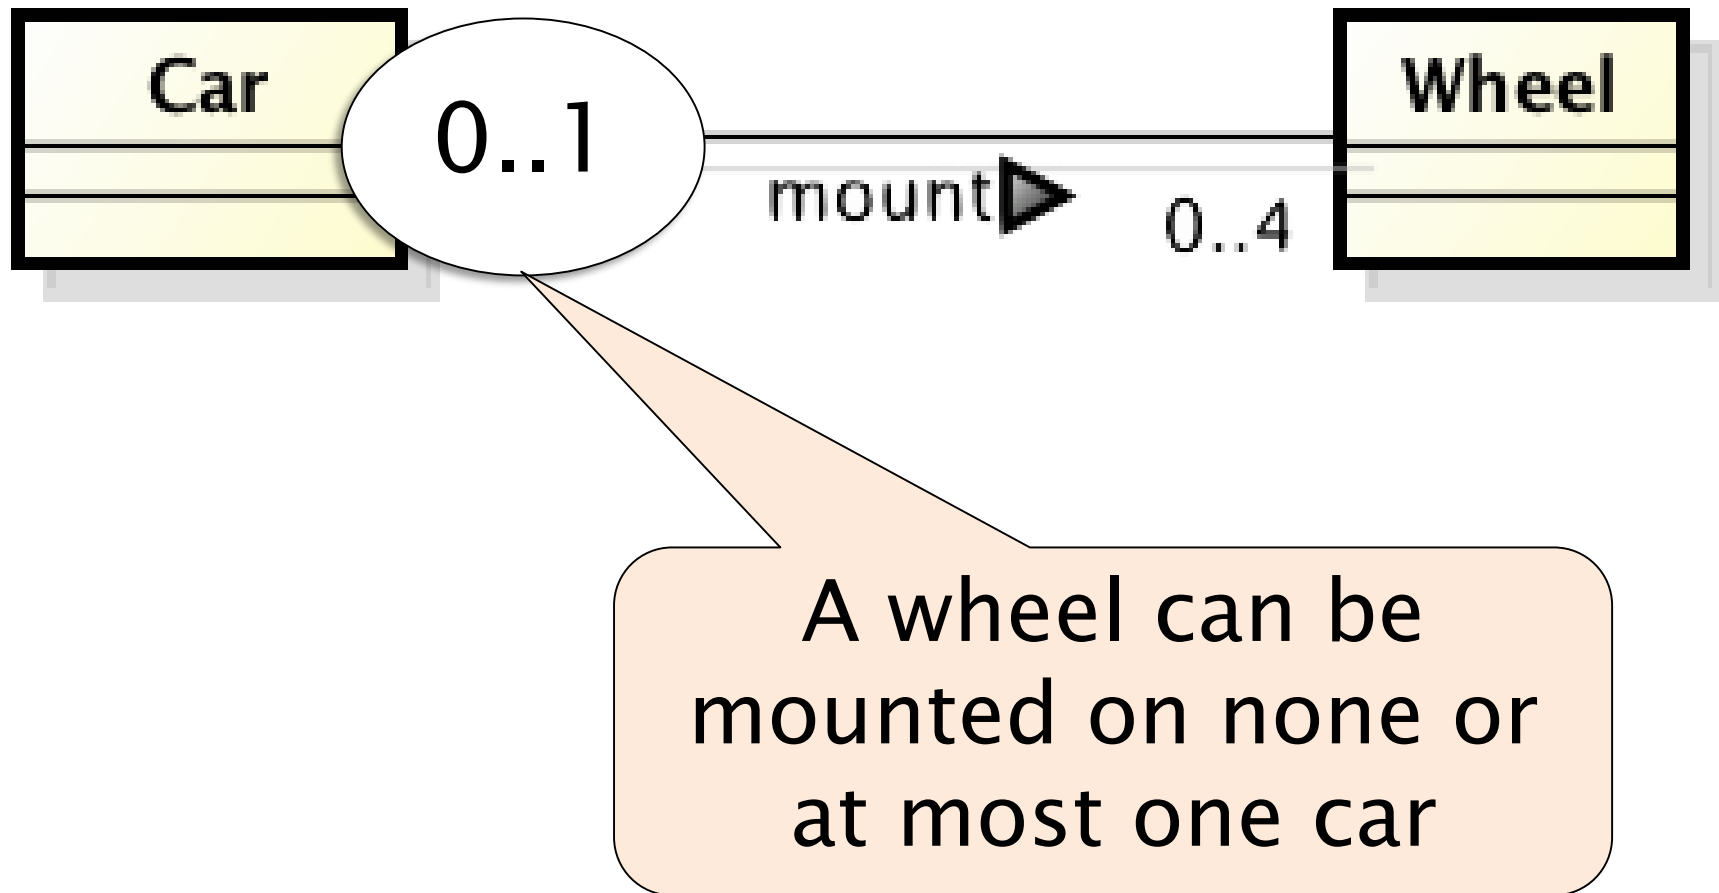 Car
0..1
mount
0..4
Wheel
A wheel can be
mounted on none or
at most one car